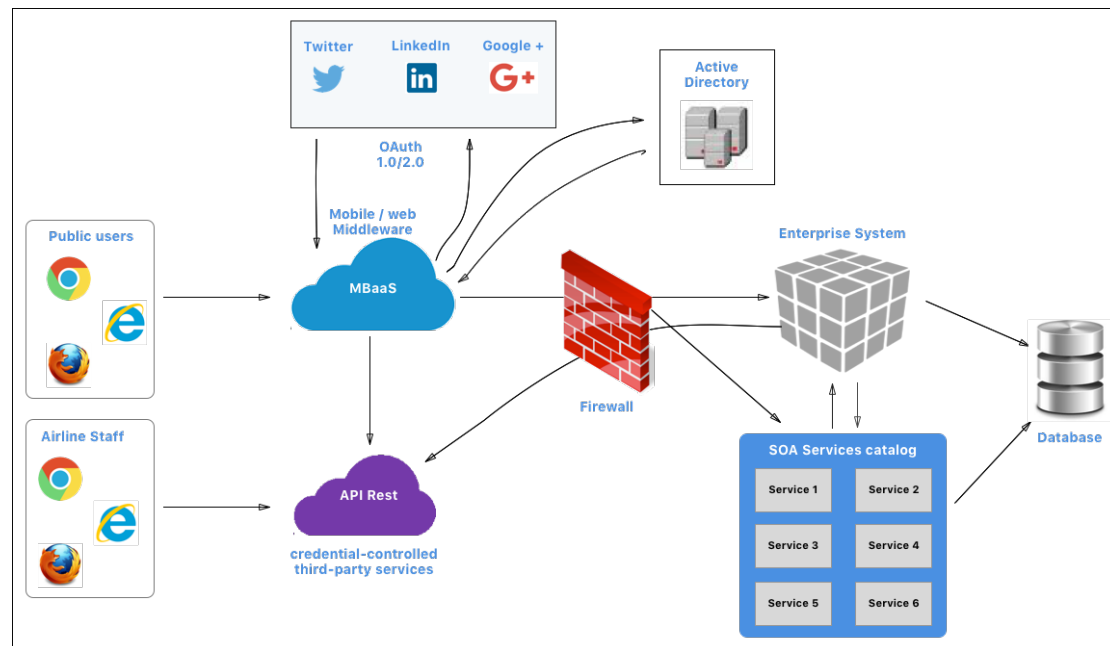 Twitter
LinkedIn
Google +
in
G+
Active
Directory
OAuth
1.0/2.0
Mobile / web
Middleware
MBaaS
Public users
Enterprise System
Firewall
Database
Airline Staff
API Rest
credential-controlled
third-party services
SOA Services catalog
Service 1
Service 2
Service 3
Service 4
Service 5
Service 6